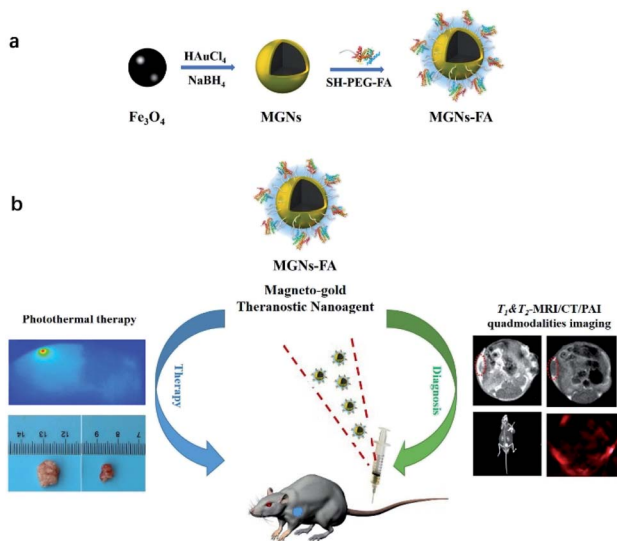 a
HAuCl₄
NaBH₄
SH-PEG-FA
Fe₃O₄
MGNs
MGNs-FA
b
MGNs-FA
Magneto-gold
Theranostic Nanoagent
Photothermal therapy
T₁&T₂-MRI/CT/PAI
quadmodalities imaging
Therapy
Diagnosis
14 13 12 9 8 7